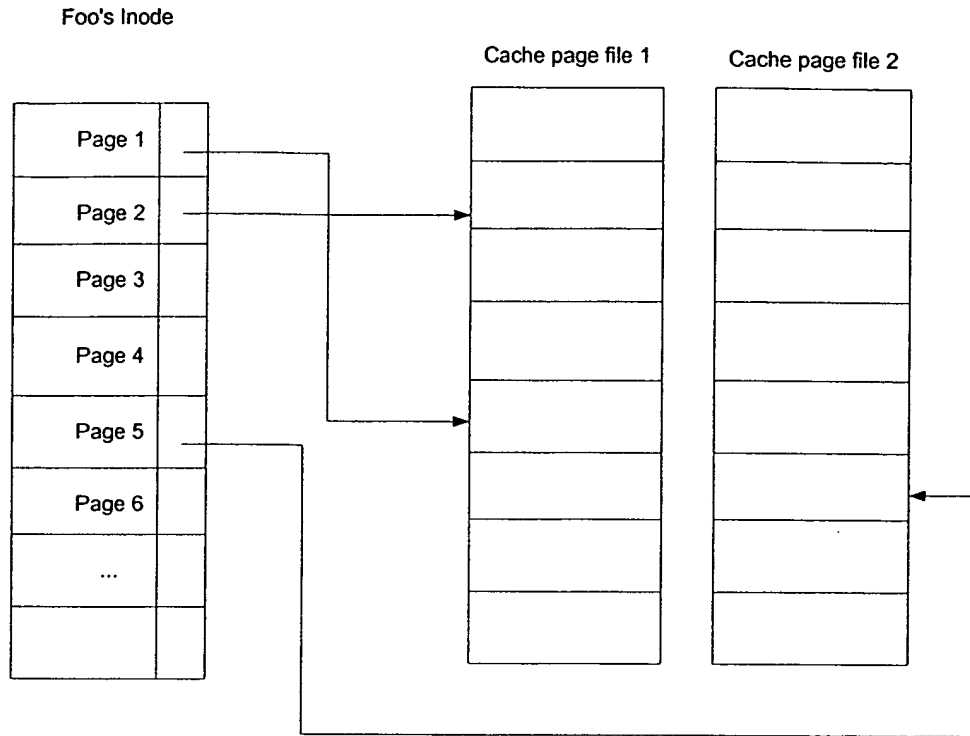 Foo's Inode
Cache page file 1
Cache page file 2
Page 1
Page 2
Page 3
Page 4
Page 5
Page 6
...